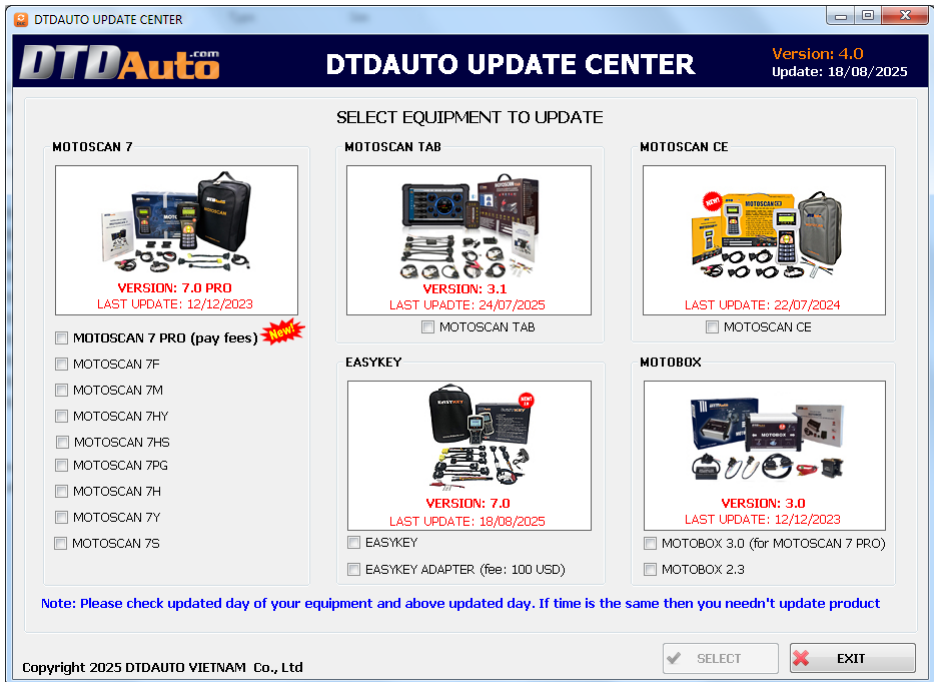 DTDAUTO UPDATE CENTER
DTDAuto.com
DTDAUTO UPDATE CENTER
Version: 4.0
Update: 18/08/2025
SELECT EQUIPMENT TO UPDATE
MOTOSCAN 7
MOTOSCAN
VERSION: 7.0 PRO
LAST UPDATE: 12/12/2023
MOTOSCAN 7 PRO (pay fees) New!
MOTOSCAN 7F
MOTOSCAN 7M
MOTOSCAN 7HY
MOTOSCAN 7HS
MOTOSCAN 7PG
MOTOSCAN 7H
MOTOSCAN 7Y
MOTOSCAN 7S
MOTOSCAN TAB
VERSION: 3.1
LAST UPADTE: 24/07/2025
MOTOSCAN TAB
MOTOSCAN CE
NEW!
MOTOSCAN
LAST UPDATE: 22/07/2024
MOTOSCAN CE
EASYKEY
EASYKEY
VERSION: 7.0
LAST UPDATE: 18/08/2025
EASYKEY
EASYKEY ADAPTER (fee: 100 USD)
MOTOBOX
MOTOBOX
VERSION: 3.0
LAST UPDATE: 12/12/2023
MOTOBOX 3.0 (for MOTOSCAN 7 PRO)
MOTOBOX 2.3
Note: Please check updated day of your equipment and above updated day. If time is the same then you needn't update product
SELECT
EXIT
Copyright 2025 DTDAUTO VIETNAM Co., Ltd